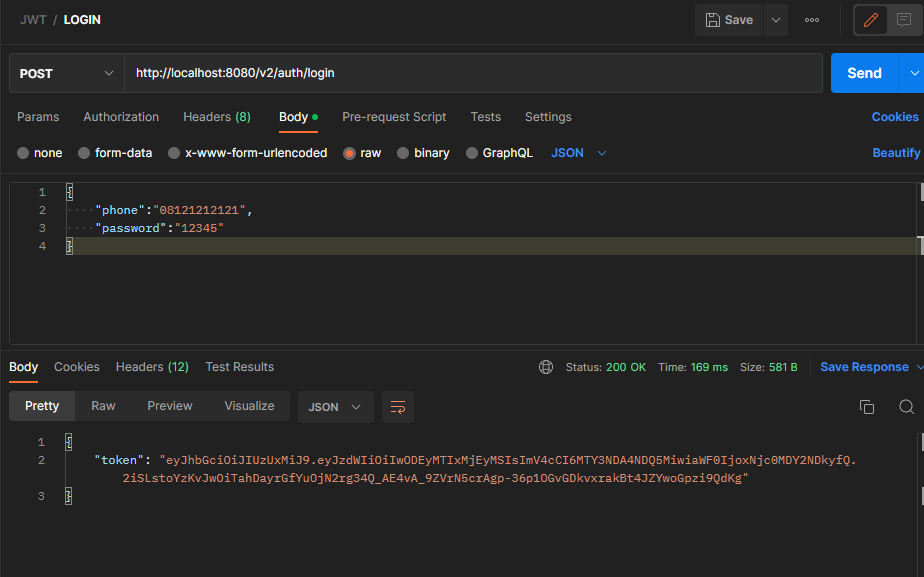 JWT / LOGIN
Save
POST
http://localhost:8080/v2/auth/login
Send
Params Authorization Headers (8) Body Pre-request Script Tests Settings Cookies
none form-data x-www-form-urlencoded raw binary GraphQL JSON Beautify
1 {
2 "phone":"08121212121",
3 "password":"12345"
4 }
Body Cookies Headers (12) Test Results Status: 200 OK Time: 169 ms Size: 581 B Save Response
Pretty Raw Preview Visualize JSON
1 {
2 "token": "eyJhbGciOiJIUzUxMiJ9.eyJzdWIiOiIwODEyMTIxMjEyMSIsImV4cCI6MTY3NDA4NDQ5MiwiaWF0IjoxNjc0MDY2NDkyfQ.
2iSLstoYzKvJwOiTahDayrGfYuOjN2rg34Q_AE4vA_9ZVrN5crAgp-36p1OGvGDkvxrakBt4JZYwoGpzi9QdKg"
3 }